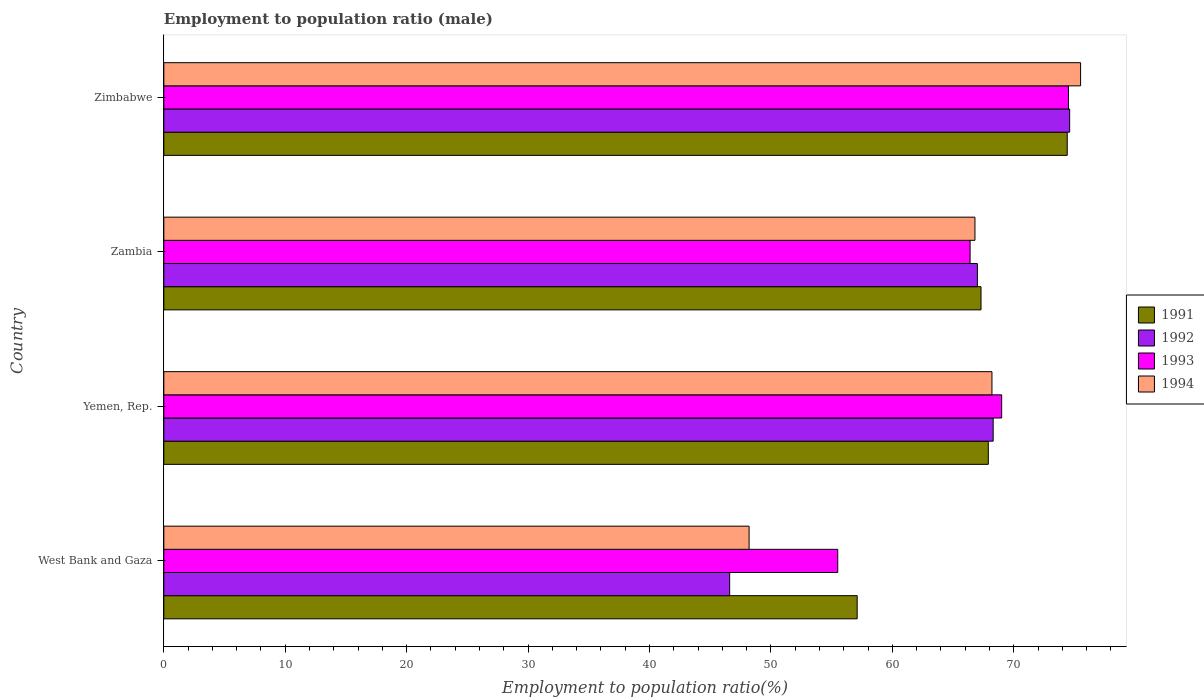 Employment to population ratio (male)
Zimbabwe
Zambia
Yemen, Rep.
West Bank and Gaza
Country
0
10
20
30
40
50
60
70
Employment to population ratio(%)
1991
1992
1993
1994